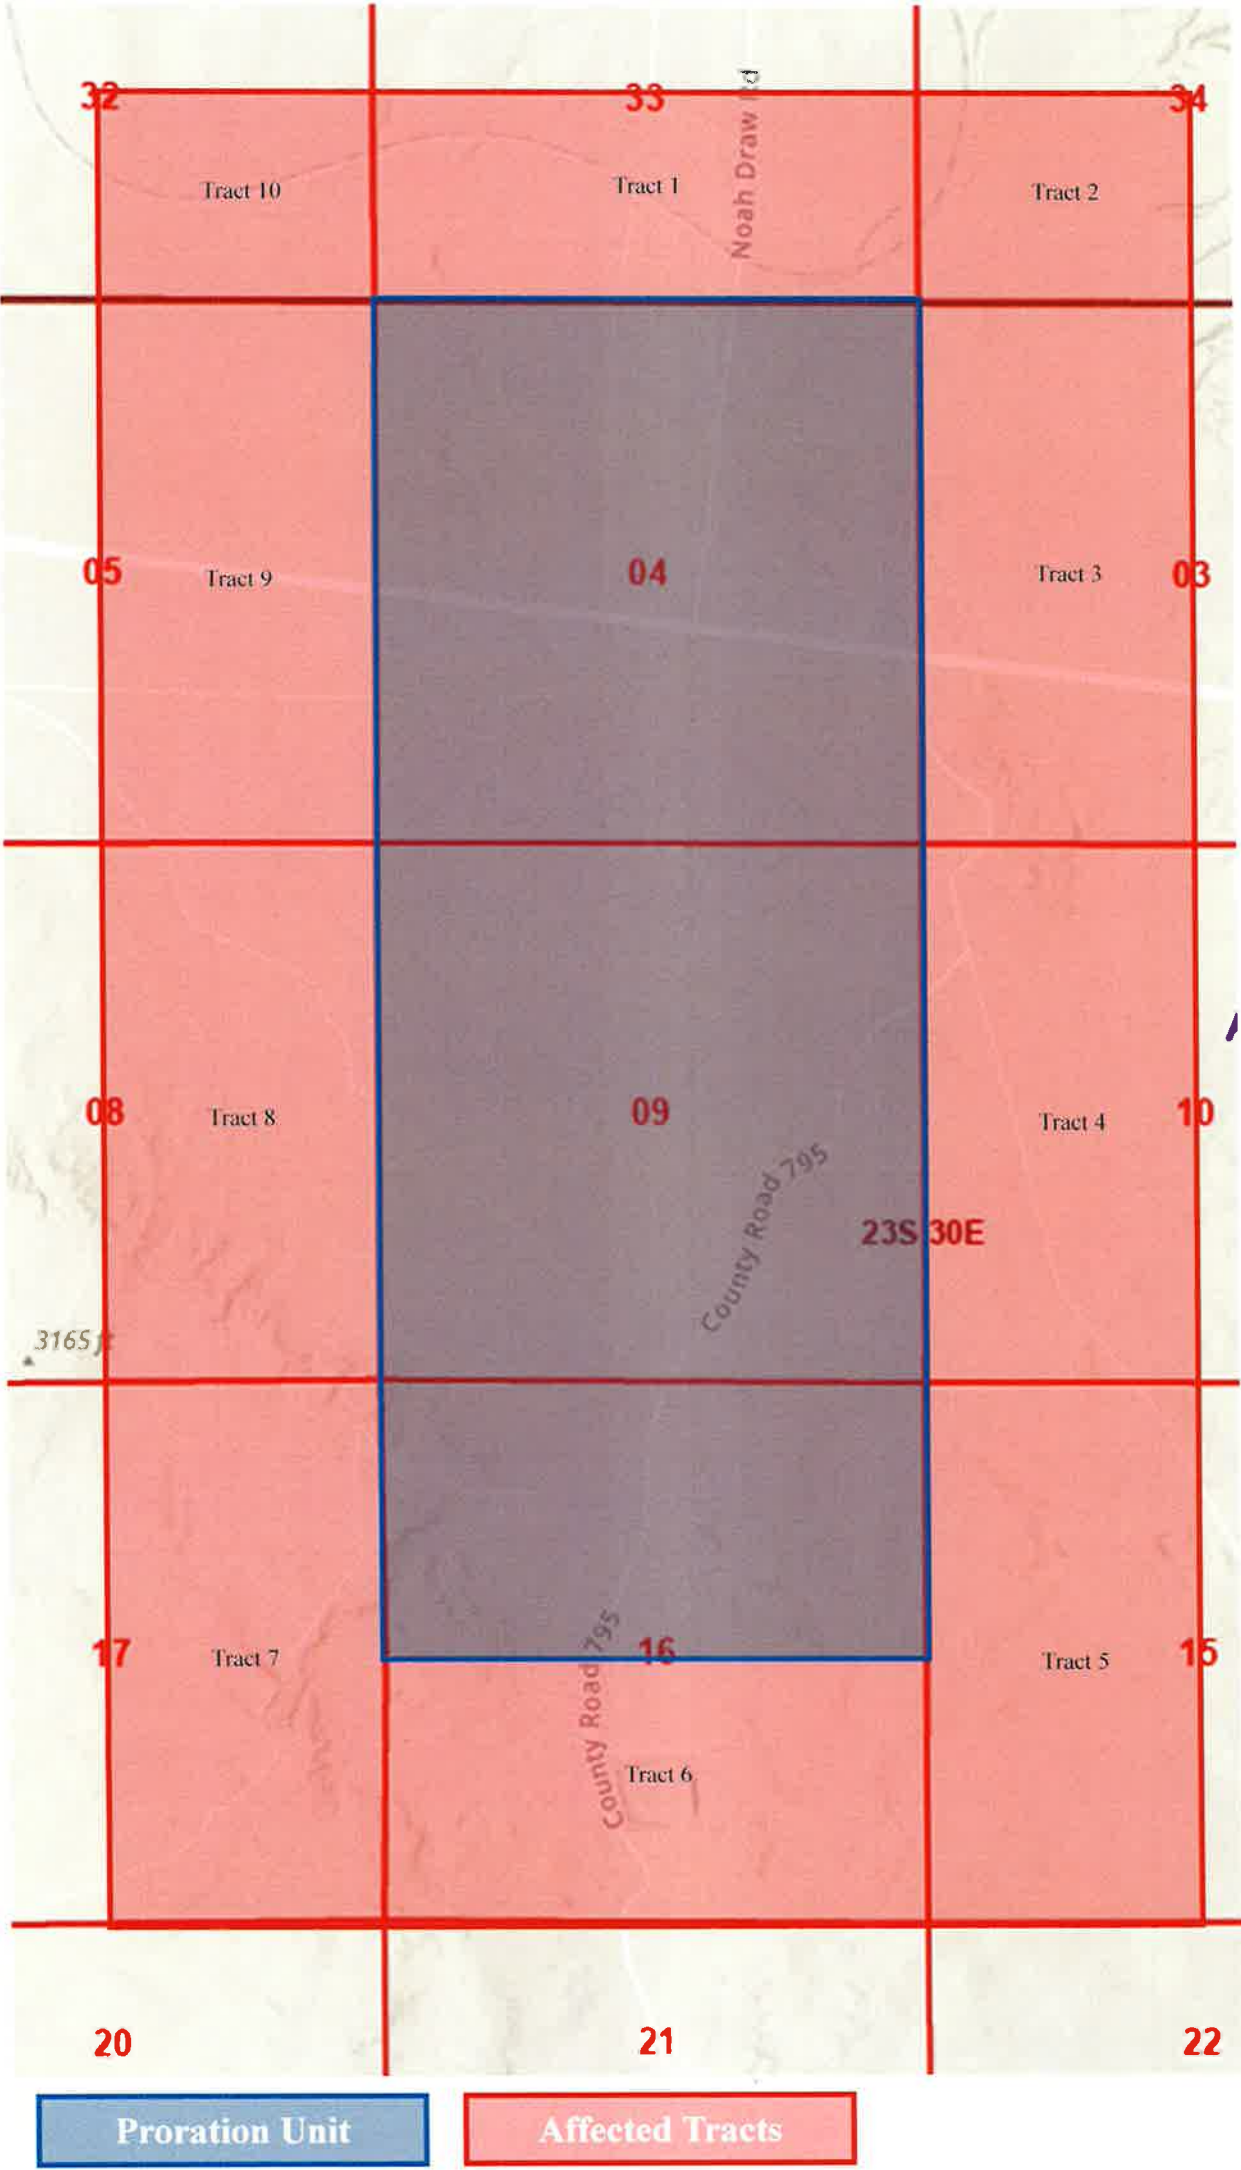 32 33 34
Noah Draw Rd
Tract 10 Tract 1 Tract 2
05 Tract 9 04 Tract 3 03
08 Tract 8 09 Tract 4 10
County Road 795
23S 30E
3165 ft
17 Tract 7 16 Tract 5 15
County Road 795
Tract 6
20 21 22
Proration Unit Affected Tracts